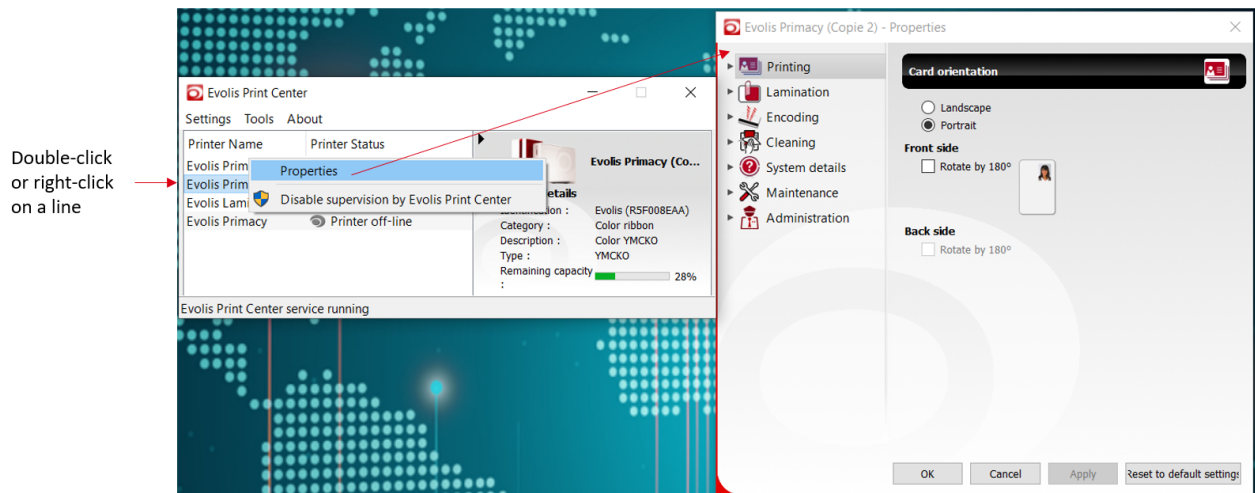 Double-click
or right-click
on a line
Evolis Print Center
Settings Tools About
Printer Name Printer Status
Evolis Prim
Evolis Prim
Evolis Lami
Evolis Primacy Printer off-line
Properties
Disable supervision by Evolis Print Center
Evolis Primacy (Co...
etails
Evolis (R5F008EAA)
Category : Color ribbon
Description : Color YMCKO
Type : YMCKO
Remaining capacity
: 28%
Evolis Print Center service running
Evolis Primacy (Copie 2) - Properties
Printing
Lamination
Encoding
Cleaning
System details
Maintenance
Administration
Card orientation
Landscape
Portrait
Front side
Rotate by 180°
Back side
Rotate by 180°
OK Cancel Apply Reset to default settings